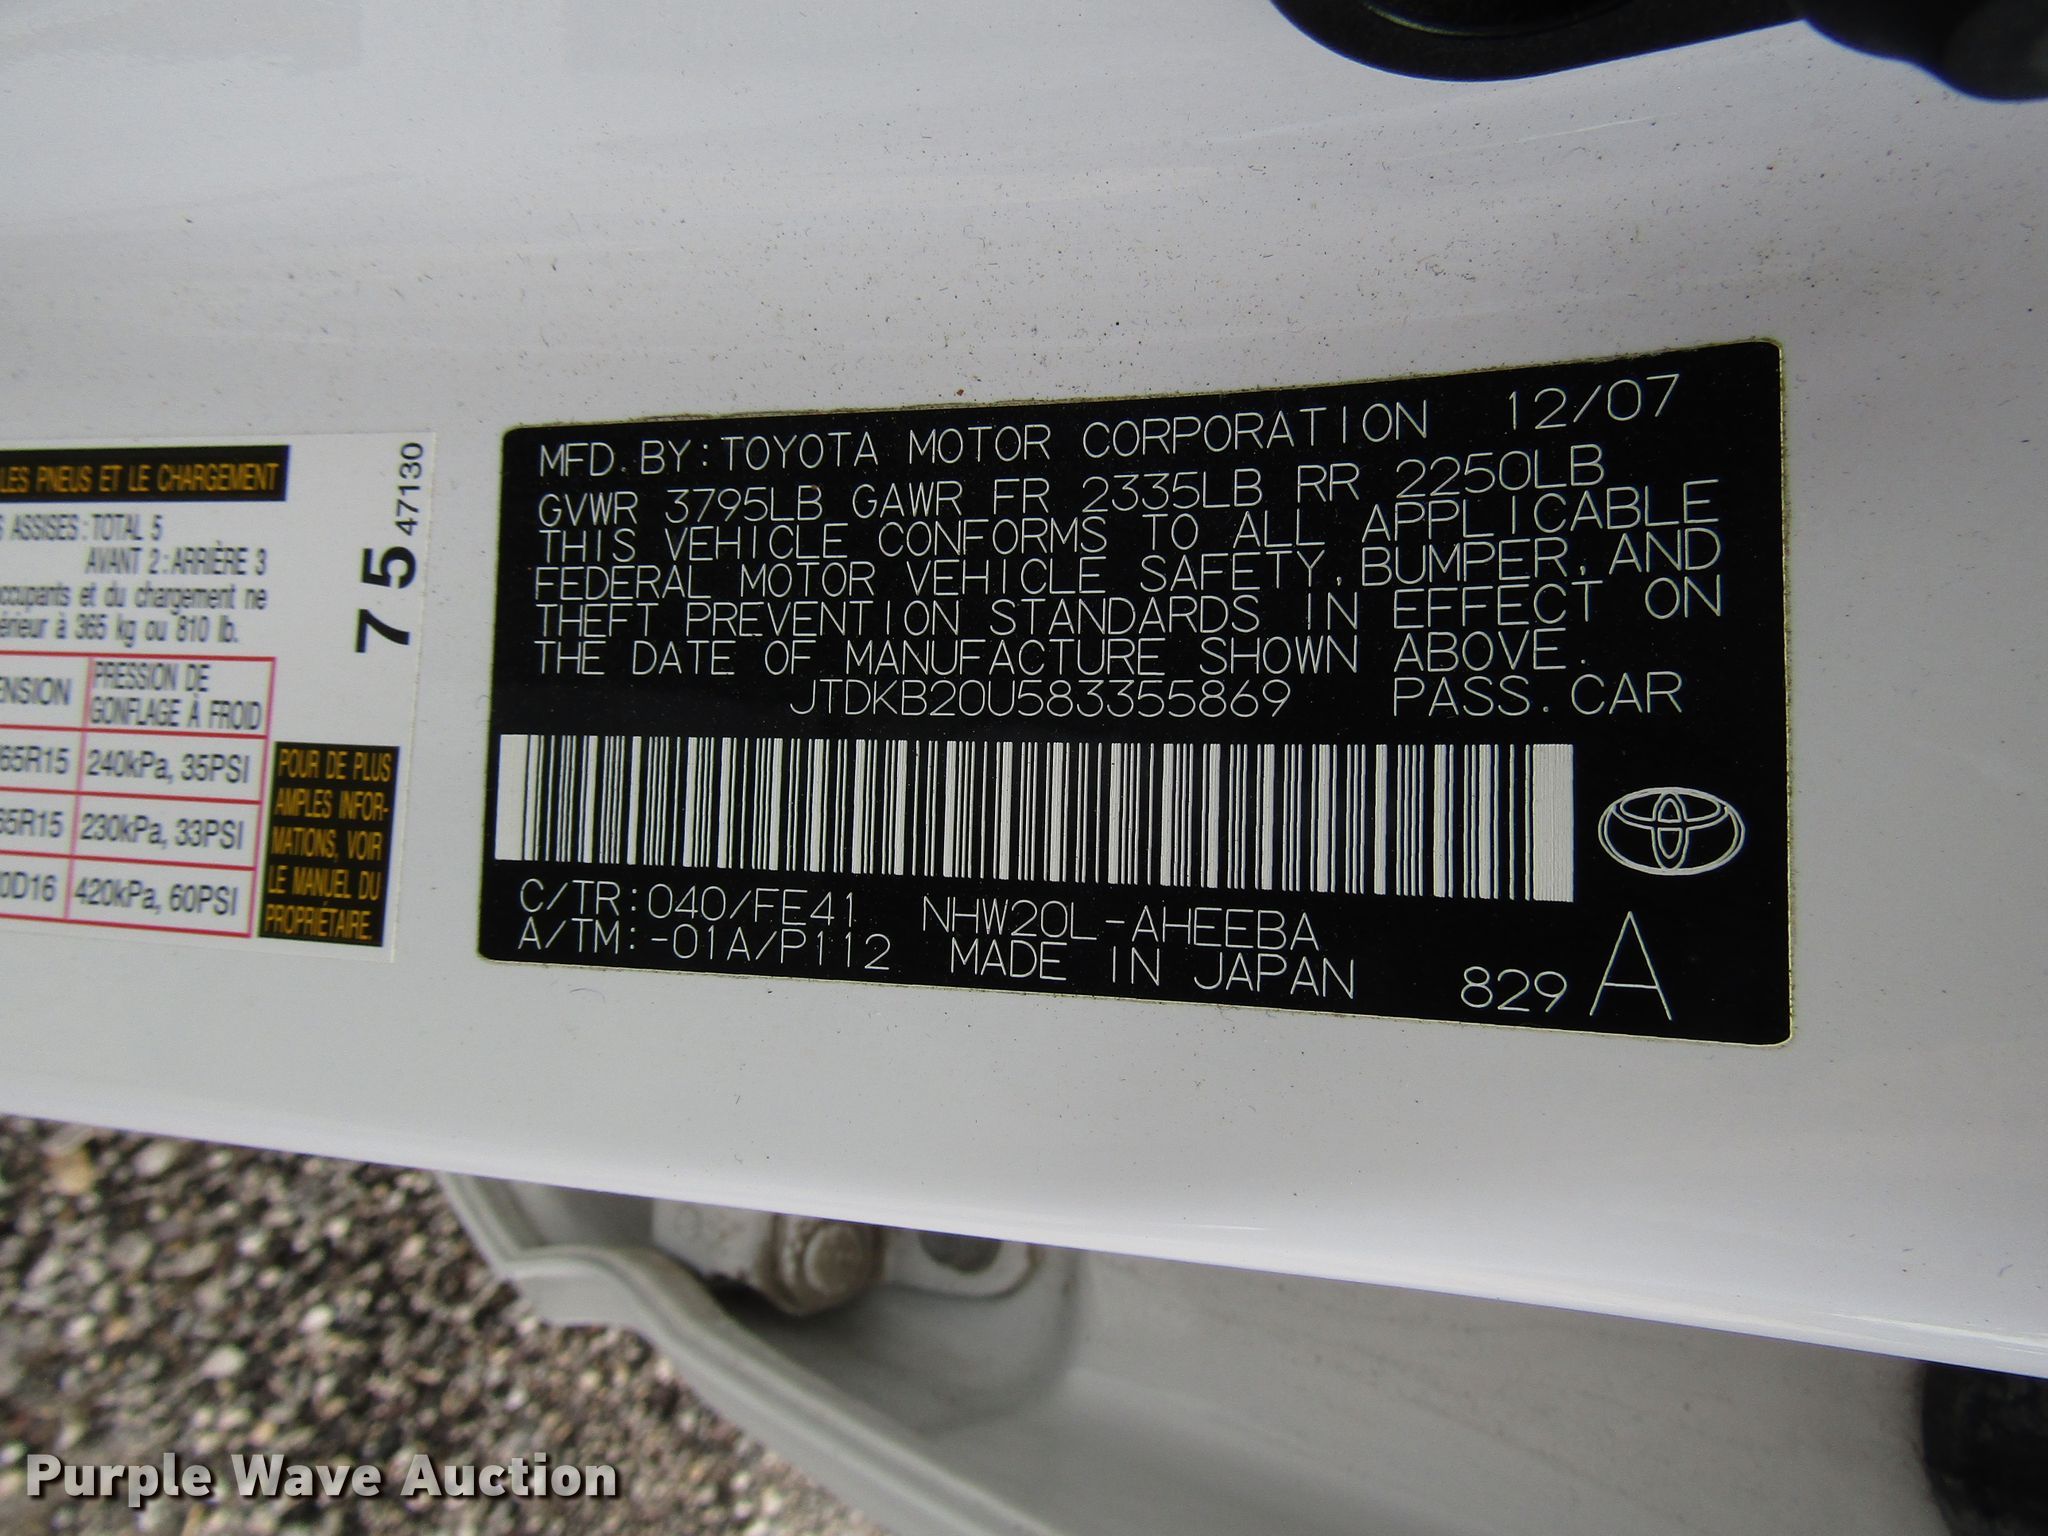 MFD. BY: TOYOTA MOTOR CORPORATION 12/07
GVWR 3795LB GAWR FR 2335LB RR 2250LB
THIS VEHICLE CONFORMS TO ALL APPLICABLE
FEDERAL MOTOR VEHICLE SAFETY, BUMPER, AND
THEFT PREVENTION STANDARDS IN EFFECT ON
THE DATE OF MANUFACTURE SHOWN ABOVE.
JTDKB20U583355869 PASS. CAR
C/TR: 040/FE41 NHW20L-AHEEBA
A/TM: -01A/P112 MADE IN JAPAN 829 A
LES PNEUS ET LE CHARGEMENT
ASSISES : TOTAL 5
AVANT 2 : ARRIÈRE 3
et du chargement ne
à 365 kg ou 810 lb.
PRESSION DE
GONFLAGE À FROID
65R15 240kPa, 35PSI
65R15 230kPa, 33PSI
0D16 420kPa, 60PSI
POUR DE PLUS
AMPLES INFOR-
MATIONS, VOIR
LE MANUEL DU
PROPRIÉTAIRE.
75 47130
Purple Wave Auction